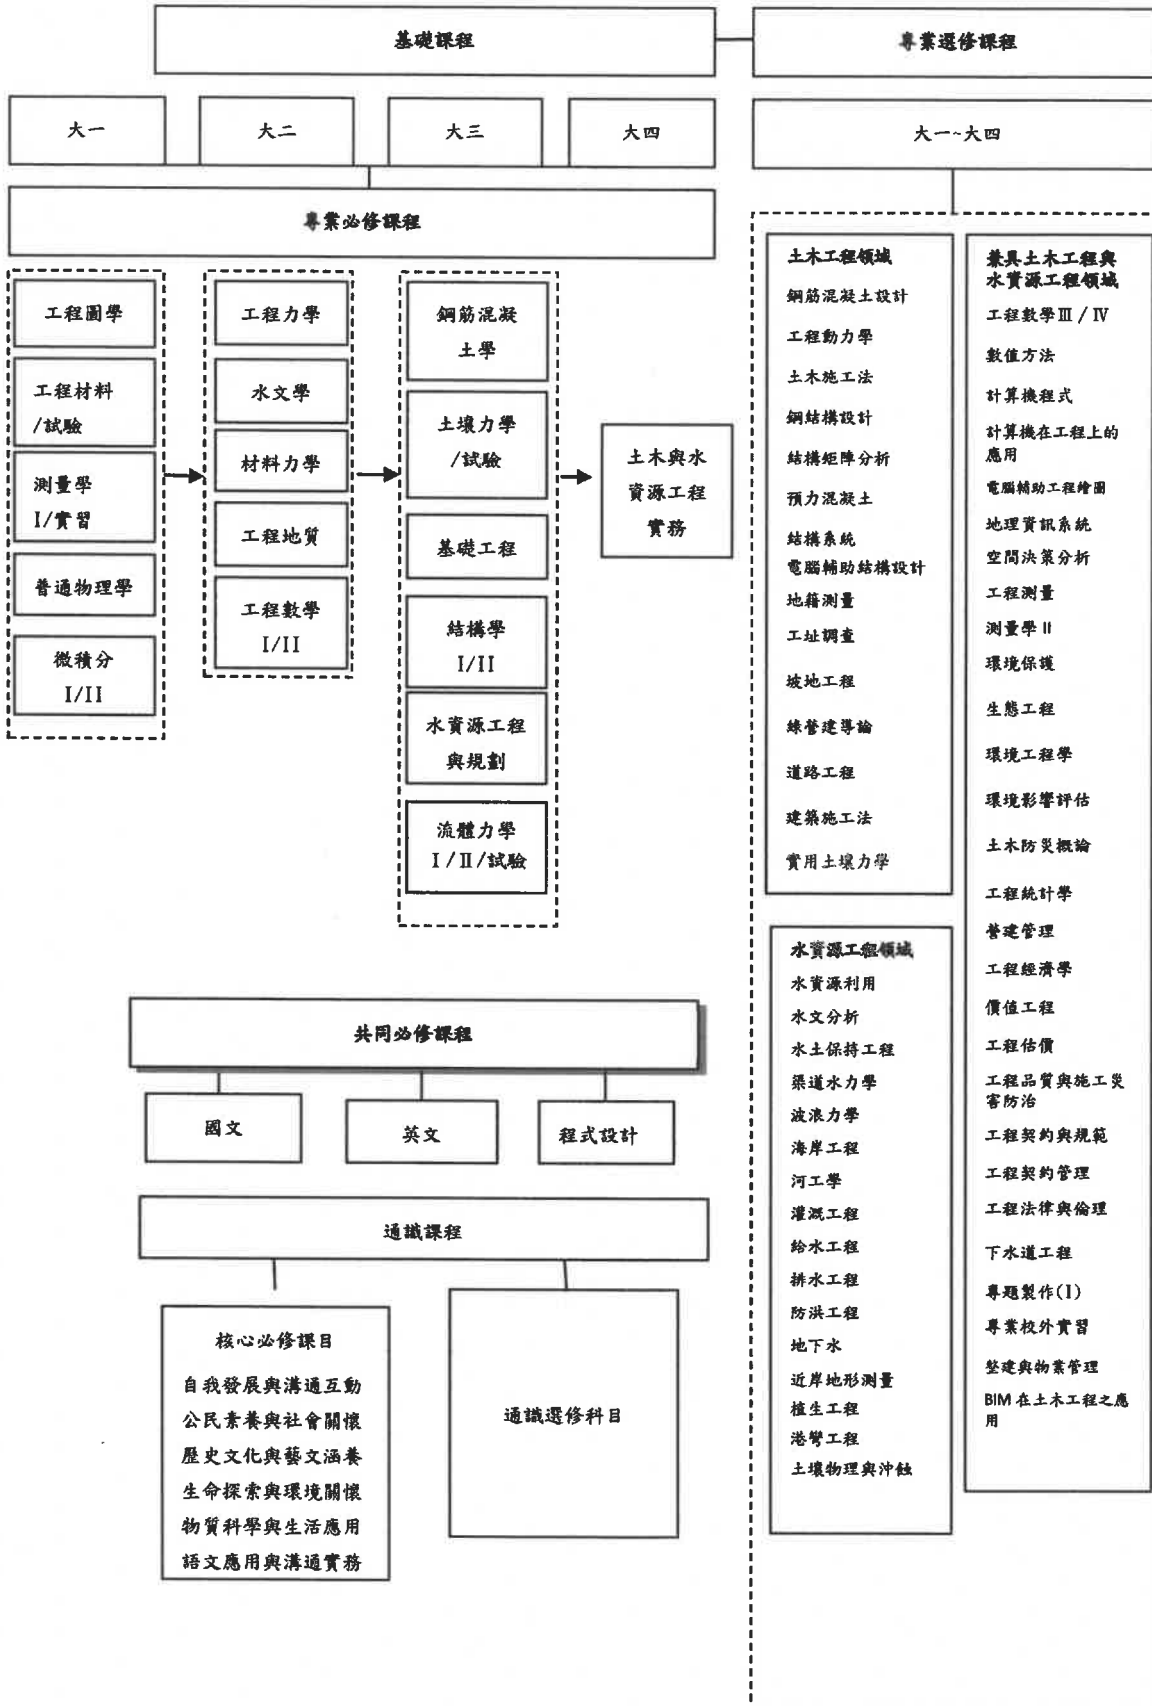 基礎課程
專業選修課程
大一
大二
大三
大四
大一~大四
專業必修課程
工程圖學
工程材料
/試驗
測量學
I/實習
普通物理學
微積分
I/II
工程力學
水文學
材料力學
工程地質
工程數學
I/II
鋼筋混凝
土學
土壤力學
/試驗
基礎工程
結構學
I/II
水資源工程
與規劃
流體力學
I/II/試驗
土木與水
資源工程
實務
土木工程領域
鋼筋混凝土設計
工程動力學
土木施工法
鋼結構設計
結構矩陣分析
預力混凝土
結構系統
電腦輔助結構設計
地籍測量
工址調查
坡地工程
綠營建導論
道路工程
建築施工法
實用土壤力學
水資源工程領域
水資源利用
水文分析
水土保持工程
渠道水力學
波浪力學
海岸工程
河工學
灌溉工程
給水工程
排水工程
防洪工程
地下水
近岸地形測量
植生工程
港彎工程
土壤物理與沖蝕
兼具土木工程與
水資源工程領域
工程數學Ⅲ / Ⅳ
數值方法
計算機程式
計算機在工程上的
應用
電腦輔助工程繪圖
地理資訊系統
空間決策分析
工程測量
測量學 II
環境保護
生態工程
環境工程學
環境影響評估
土木防災概論
工程統計學
營建管理
工程經濟學
價值工程
工程估價
工程品質與施工災
害防治
工程契約與規範
工程契約管理
工程法律與倫理
下水道工程
專題製作(I)
專業校外實習
整建與物業管理
BIM 在土木工程之應
用
共同必修課程
國文
英文
程式設計
通識課程
核心必修課目
自我發展與溝通互動
公民素養與社會關懷
歷史文化與藝文涵養
生命探索與環境關懷
物質科學與生活應用
語文應用與溝通實務
通識選修科目